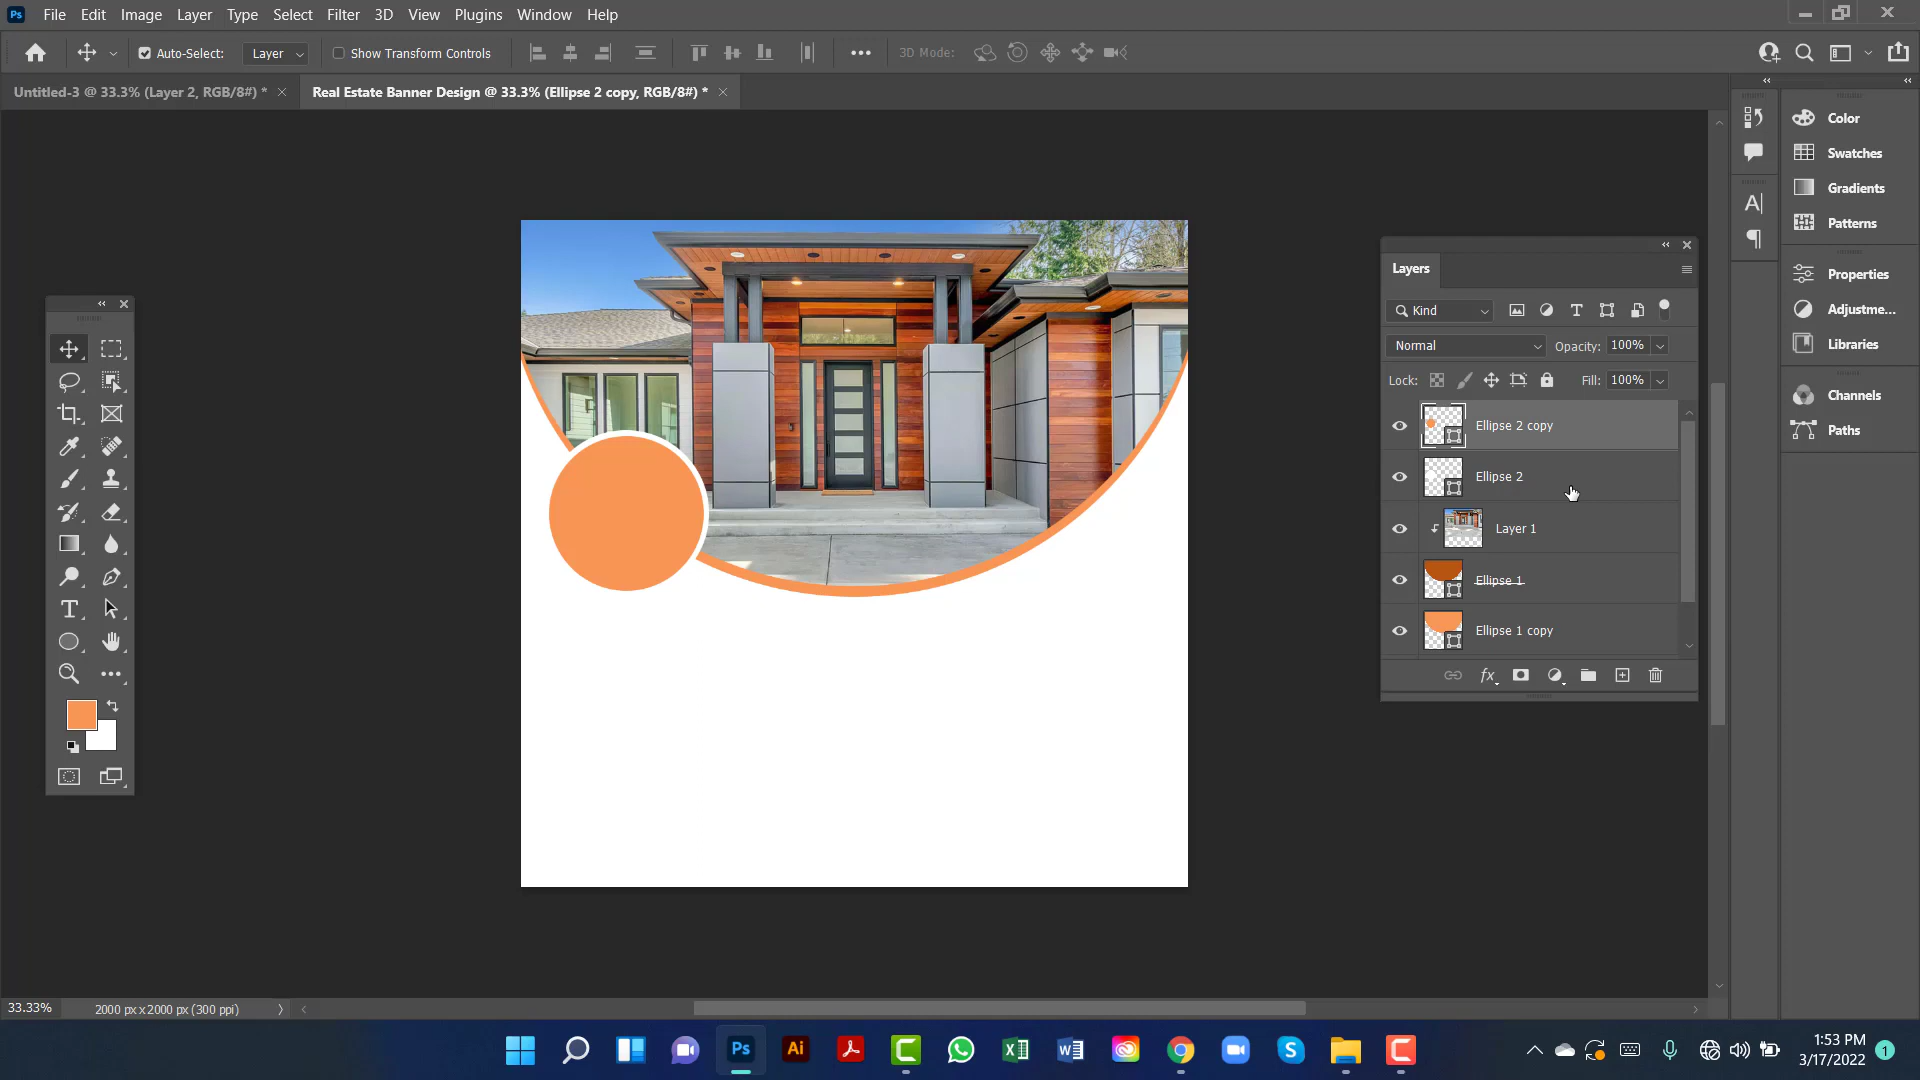 Ps File Edit Image Layer Type Select Filter 3D View Plugins Window Help
Auto-Select: Layer Show Transform Controls 3D Mode:
Untitled-3 @ 33.3% (Layer 2, RGB/8#) * Real Estate Banner Design @ 33.3% (Ellipse 2 copy, RGB/8#) *
Color
Swatches
Gradients
Patterns
Properties
Adjustme...
Libraries
Channels
Paths
Layers
Kind
Normal Opacity: 100%
Lock: Fill: 100%
Ellipse 2 copy
Ellipse 2
Layer 1
Ellipse 1
Ellipse 1 copy
fx
33.33% 2000 px x 2000 px (300 ppi)
Ps Ai
1:53 PM
3/17/2022
1